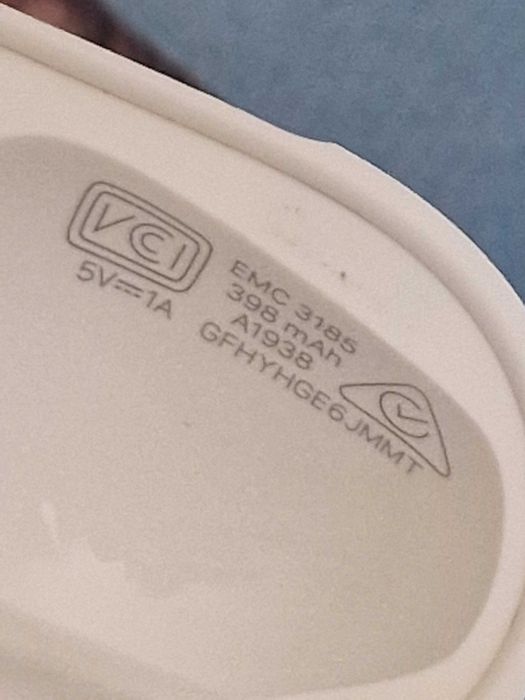 VCI
5V⎓1A
EMC 3185
398 mAh
A1938
GFHYHGE6JMMT